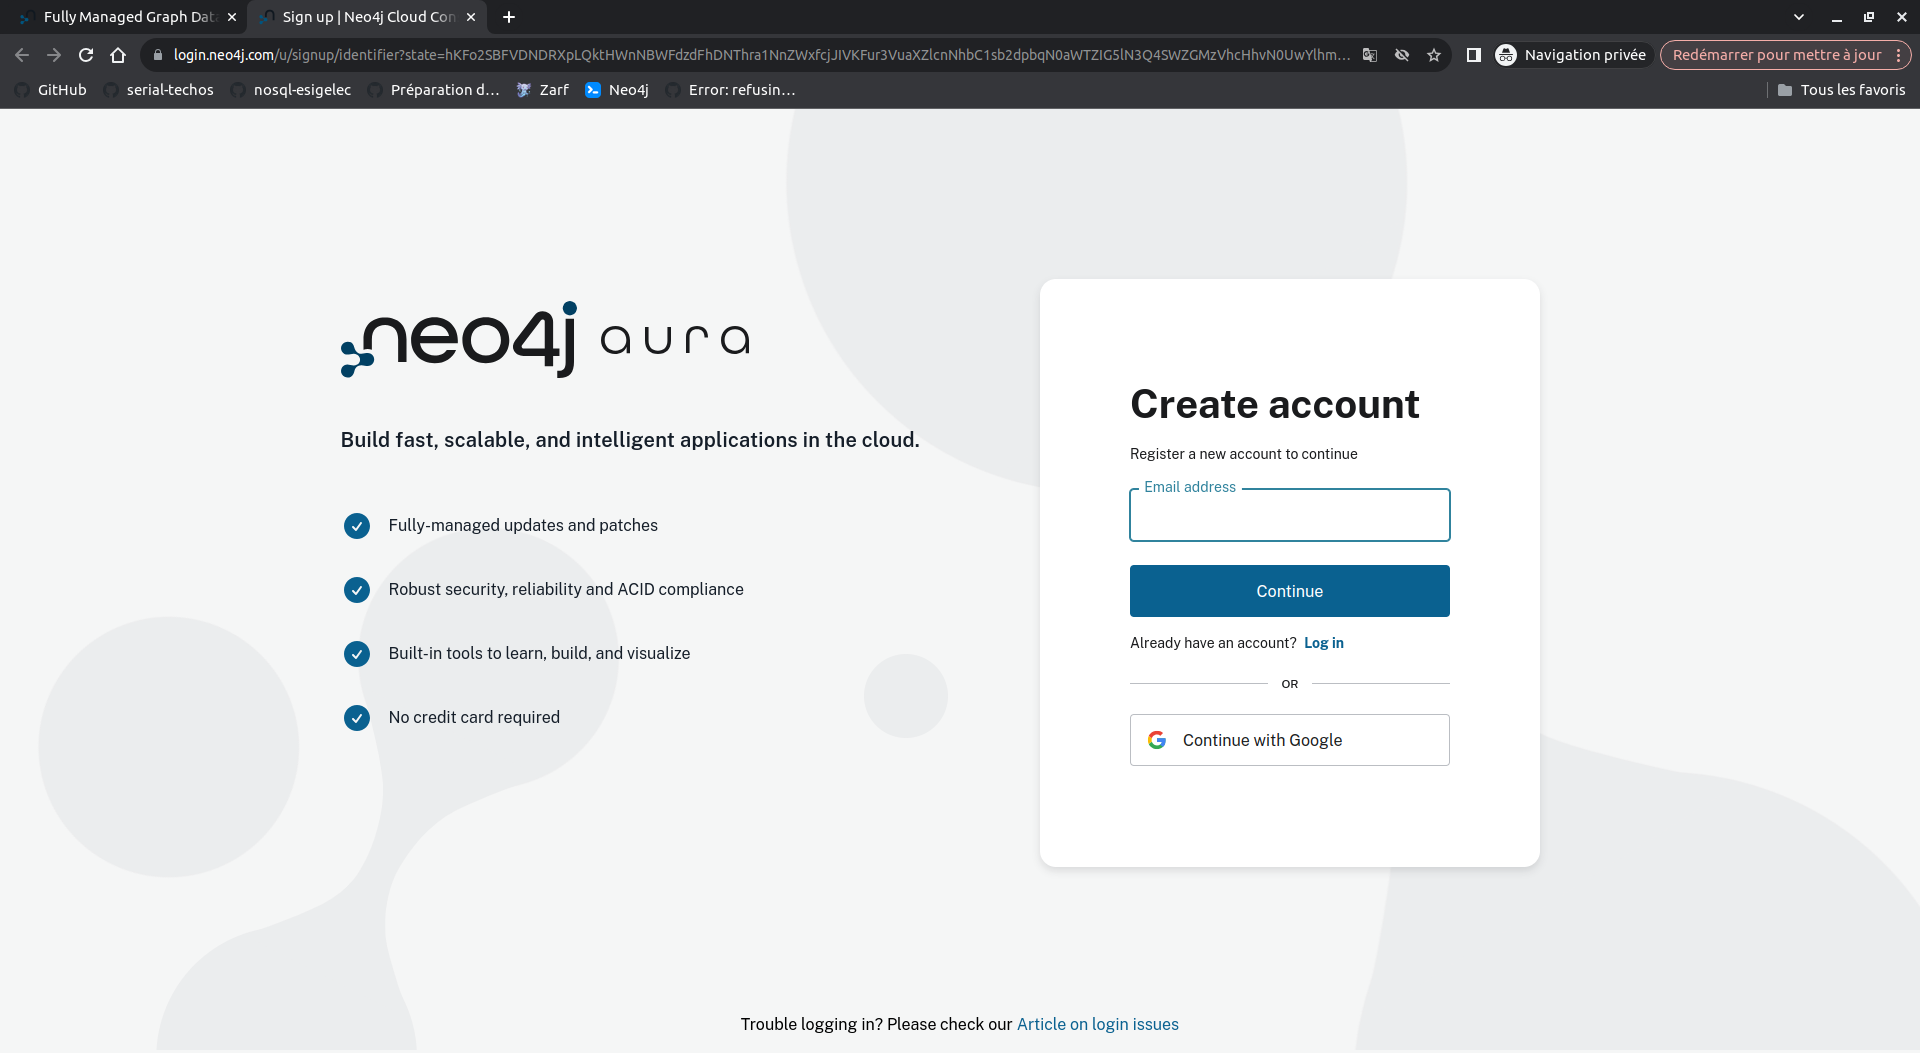 Fully Managed Graph Dat
Sign up | Neo4j Cloud Con
login.neo4j.com/u/signup/identifier?state=
Navigation privée
Redémarrer pour mettre à jour
GitHub
serial-techos
nosql-esigelec
Préparation d...
Zarf
Neo4j
Error: refusin...
Tous les favoris
neo4j aura
Build fast, scalable, and intelligent applications in the cloud.
Fully-managed updates and patches
Robust security, reliability and ACID compliance
Built-in tools to learn, build, and visualize
No credit card required
Create account
Register a new account to continue
Email address
Continue
Already have an account? Log in
OR
Continue with Google
Trouble logging in? Please check our Article on login issues